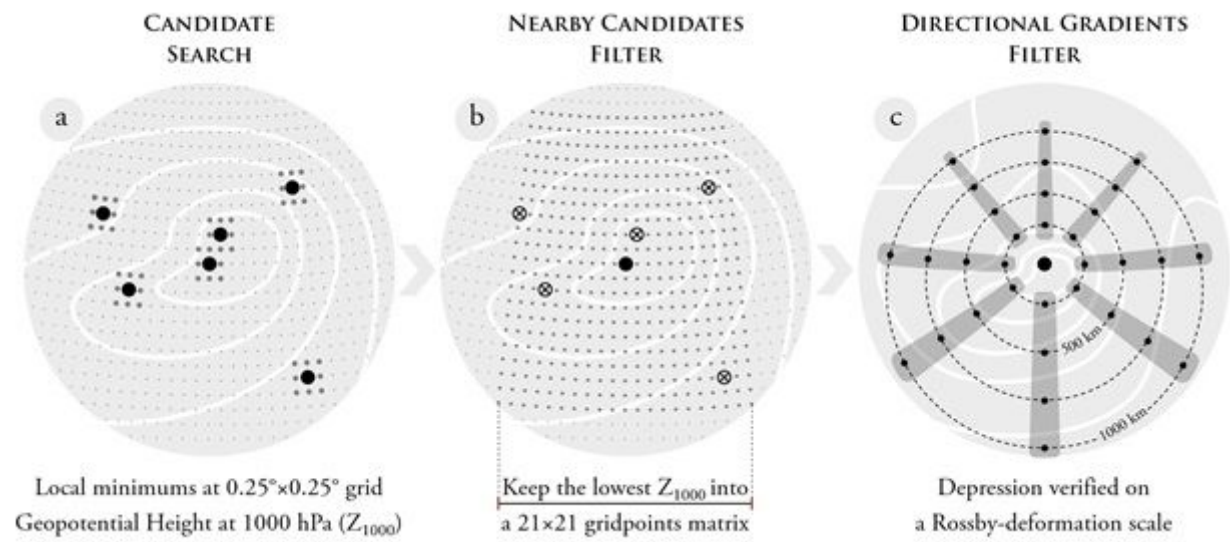 CANDIDATE
SEARCH
NEARBY CANDIDATES
FILTER
DIRECTIONAL GRADIENTS
FILTER
a
b
c
500 km
1000 km
Local minimums at 0.25°×0.25° grid
Geopotential Height at 1000 hPa (Z1000)
Keep the lowest Z1000 into
a 21×21 gridpoints matrix
Depression verified on
a Rossby-deformation scale